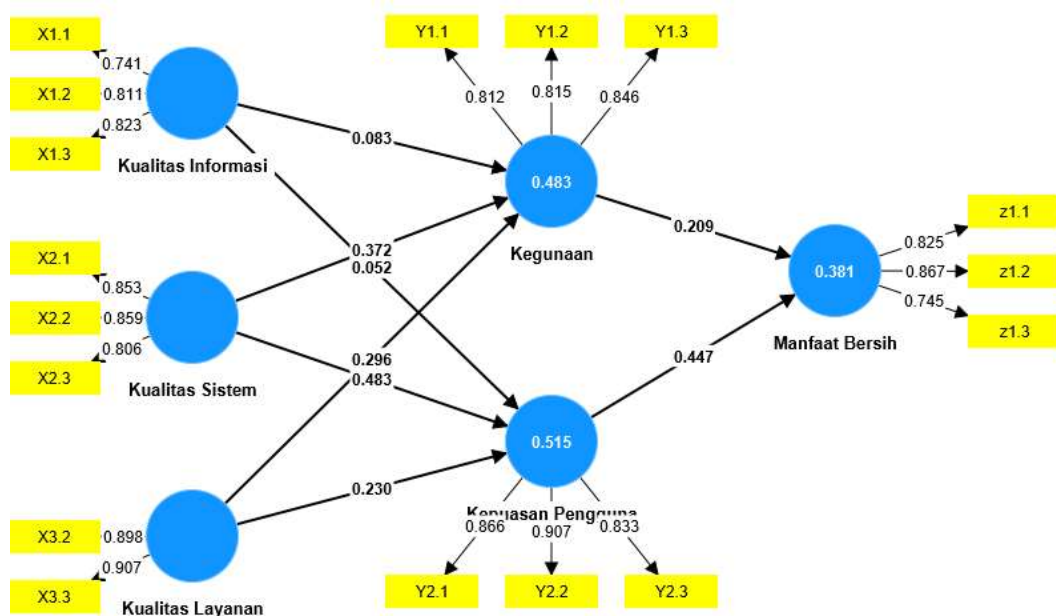 X1.1
0.741
X1.2
0.811
X1.3
0.823
Kualitas Informasi
X2.1
0.853
X2.2
0.859
X2.3
0.806
Kualitas Sistem
X3.2
0.898
X3.3
0.907
Kualitas Layanan
0.083
0.372
0.052
0.296
0.483
0.230
Y1.1
Y1.2
Y1.3
0.812
0.815
0.846
0.483
Kegunaan
0.515
Kepuasan Pengguna
0.866
0.907
0.833
Y2.1
Y2.2
Y2.3
0.209
0.447
0.381
Manfaat Bersih
0.825
0.867
0.745
z1.1
z1.2
z1.3